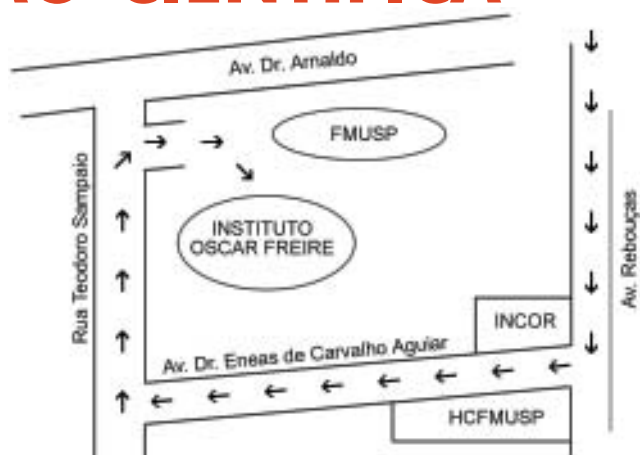 CIENTÍFICA
Av. Dr. Arnaldo
FMUSP
INSTITUTO
OSCAR FREIRE
Rua Teodoro Sampaio
Av. Rebouças
INCOR
Av. Dr. Eneas de Carvalho Aguiar
HCFMUSP